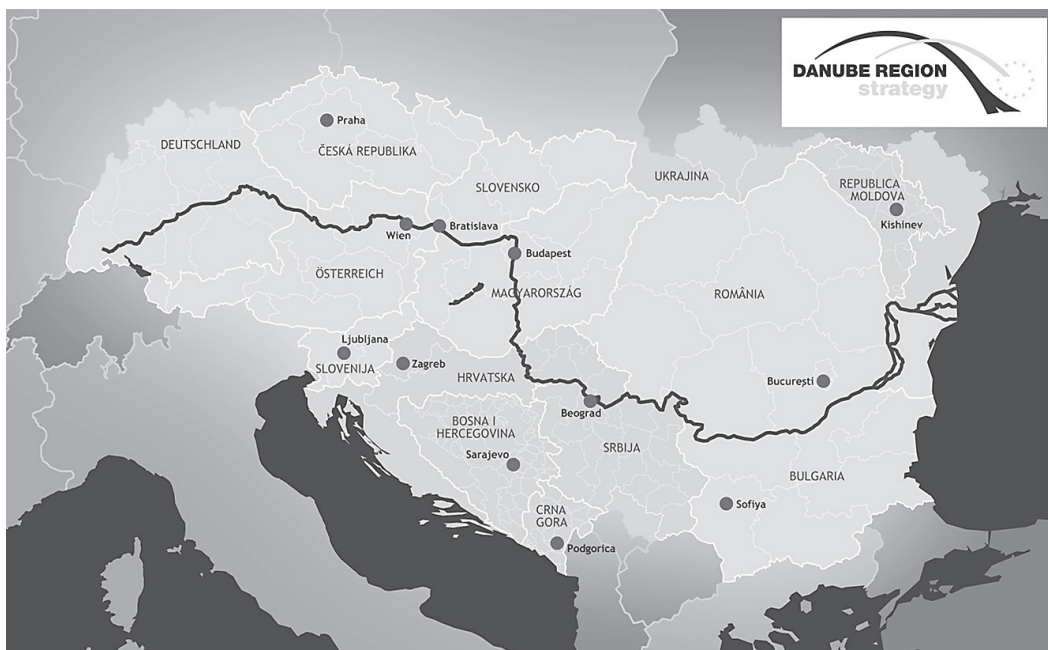 DANUBE REGION
strategy
Praha
DEUTSCHLAND
ČESKÁ REPUBLIKA
SLOVENSKO
UKRAJINA
REPUBLICA
MOLDOVA
Kishinev
Wien
Bratislava
Budapest
ÖSTERREICH
MAGYARORSZÁG
ROMÂNIA
Ljubljana
SLOVENIJA
Zagreb
HRVATSKA
București
Beograd
BOSNA I
HERCEGOVINA
Sarajevo
SRBIJA
BULGARIA
Sofiya
CRNA
GORA
Podgorica